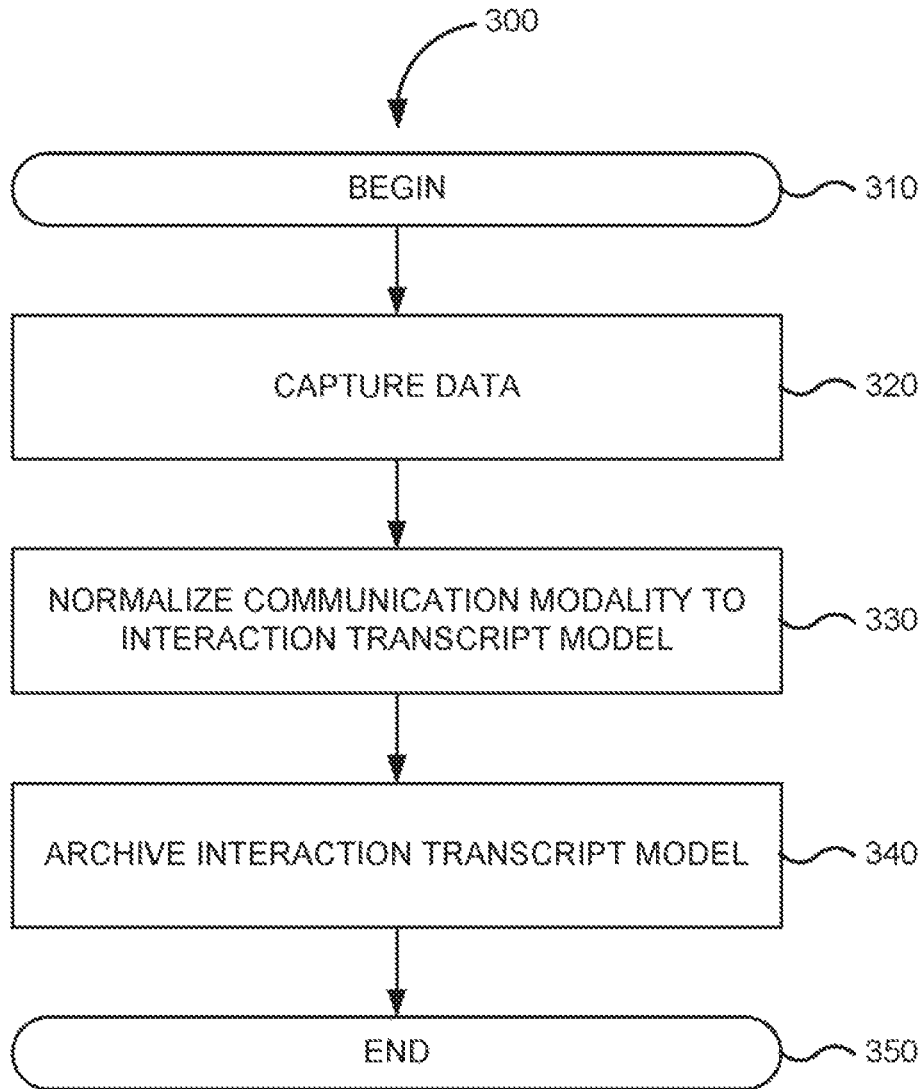 300
BEGIN
310
CAPTURE DATA
320
NORMALIZE COMMUNICATION MODALITY TO
INTERACTION TRANSCRIPT MODEL
330
ARCHIVE INTERACTION TRANSCRIPT MODEL
340
END
350